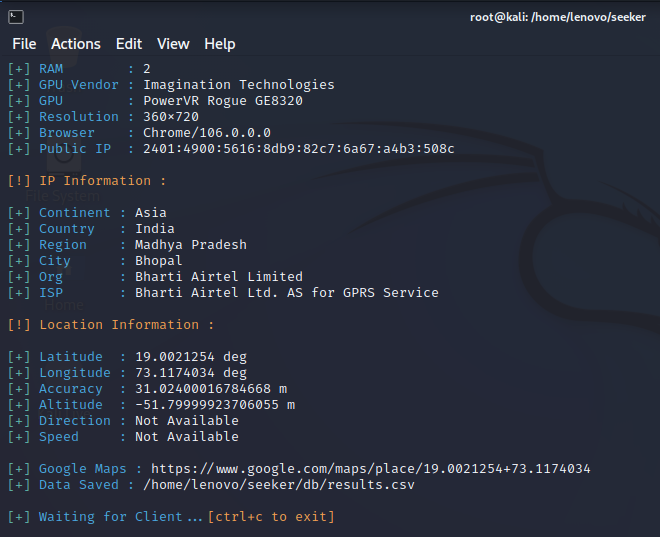 root@kali: /home/lenovo/seeker
File Actions Edit View Help
[+] RAM : 2
[+] GPU Vendor : Imagination Technologies
[+] GPU : PowerVR Rogue GE8320
[+] Resolution : 360×720
[+] Browser : Chrome/106.0.0.0
[+] Public IP : 2401:4900:5616:8db9:82c7:6a67:a4b3:508c
[!] IP Information :
File System
[+] Continent : Asia
[+] Country : India
[+] Region : Madhya Pradesh
[+] City : Bhopal
[+] Org : Bharti Airtel Limited
[+] ISP : Bharti Airtel Ltd. AS for GPRS Service
Home
[!] Location Information :
[+] Latitude : 19.0021254 deg
[+] Longitude : 73.1174034 deg
[+] Accuracy : 31.02400016784668 m
[+] Altitude : -51.79999923706055 m
[+] Direction : Not Available
[+] Speed : Not Available
[+] Google Maps : https://www.google.com/maps/place/19.0021254+73.1174034
[+] Data Saved : /home/lenovo/seeker/db/results.csv
[+] Waiting for Client...[ctrl+c to exit]